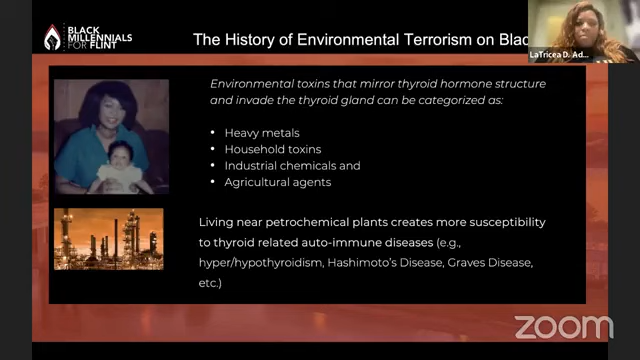 BLACK
MILLENNIALS
FOR FLINT
The History of Environmental Terrorism on Blac
LaTricea D. Ad...
Environmental toxins that mirror thyroid hormone structure
and invade the thyroid gland can be categorized as:
• Heavy metals
• Household toxins
• Industrial chemicals and
• Agricultural agents
Living near petrochemical plants creates more susceptibility
to thyroid related auto-immune diseases (e.g.,
hyper/hypothyroidism, Hashimoto's Disease, Graves Disease,
etc.)
zoom